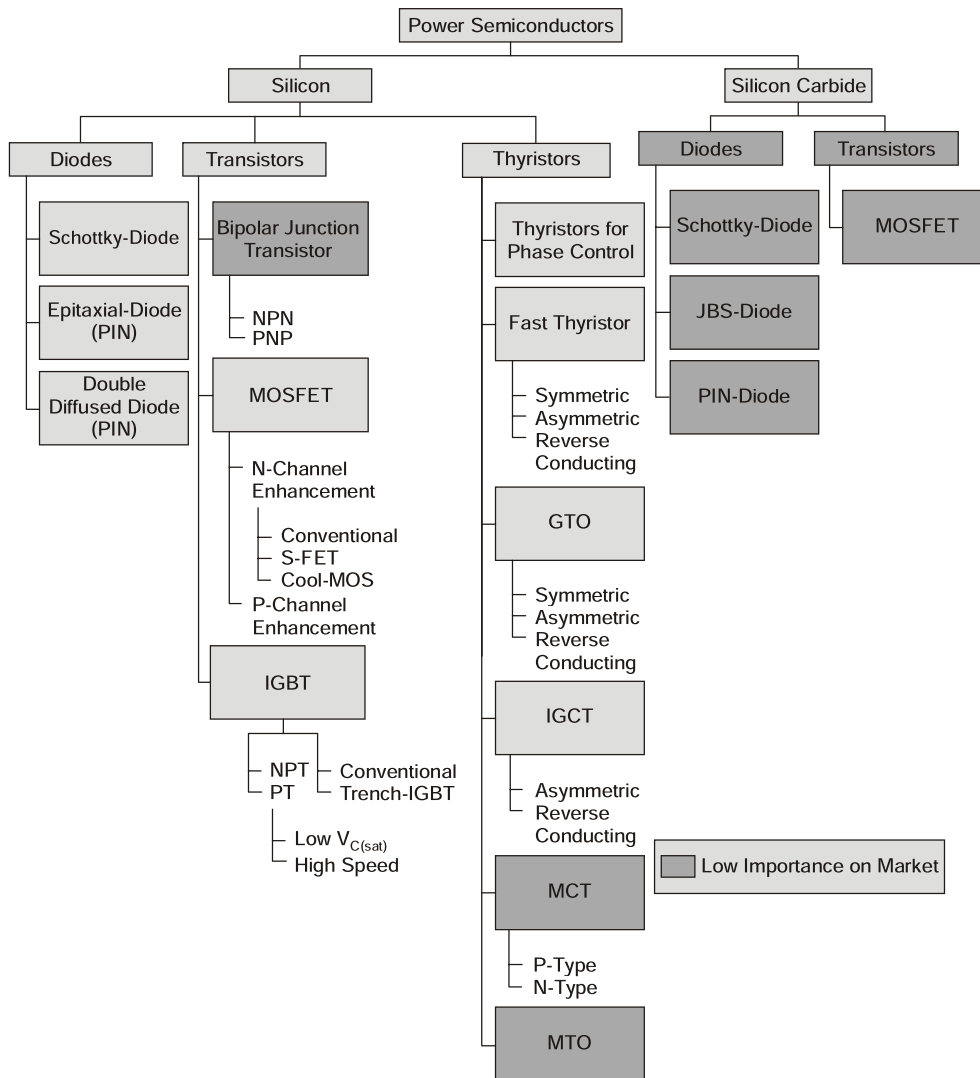 Power Semiconductors
Silicon
Silicon Carbide
Diodes
Transistors
Thyristors
Diodes
Transistors
Schottky-Diode
Epitaxial-Diode
(PIN)
Double
Diffused Diode
(PIN)
Bipolar Junction
Transistor
NPN
PNP
MOSFET
N-Channel
Enhancement
Conventional
S-FET
Cool-MOS
P-Channel
Enhancement
IGBT
NPT
PT
Conventional
Trench-IGBT
Low VC(sat)
High Speed
Thyristors for
Phase Control
Fast Thyristor
Symmetric
Asymmetric
Reverse
Conducting
GTO
Symmetric
Asymmetric
Reverse
Conducting
IGCT
Asymmetric
Reverse
Conducting
MCT
P-Type
N-Type
MTO
Schottky-Diode
JBS-Diode
PIN-Diode
MOSFET
Low Importance on Market